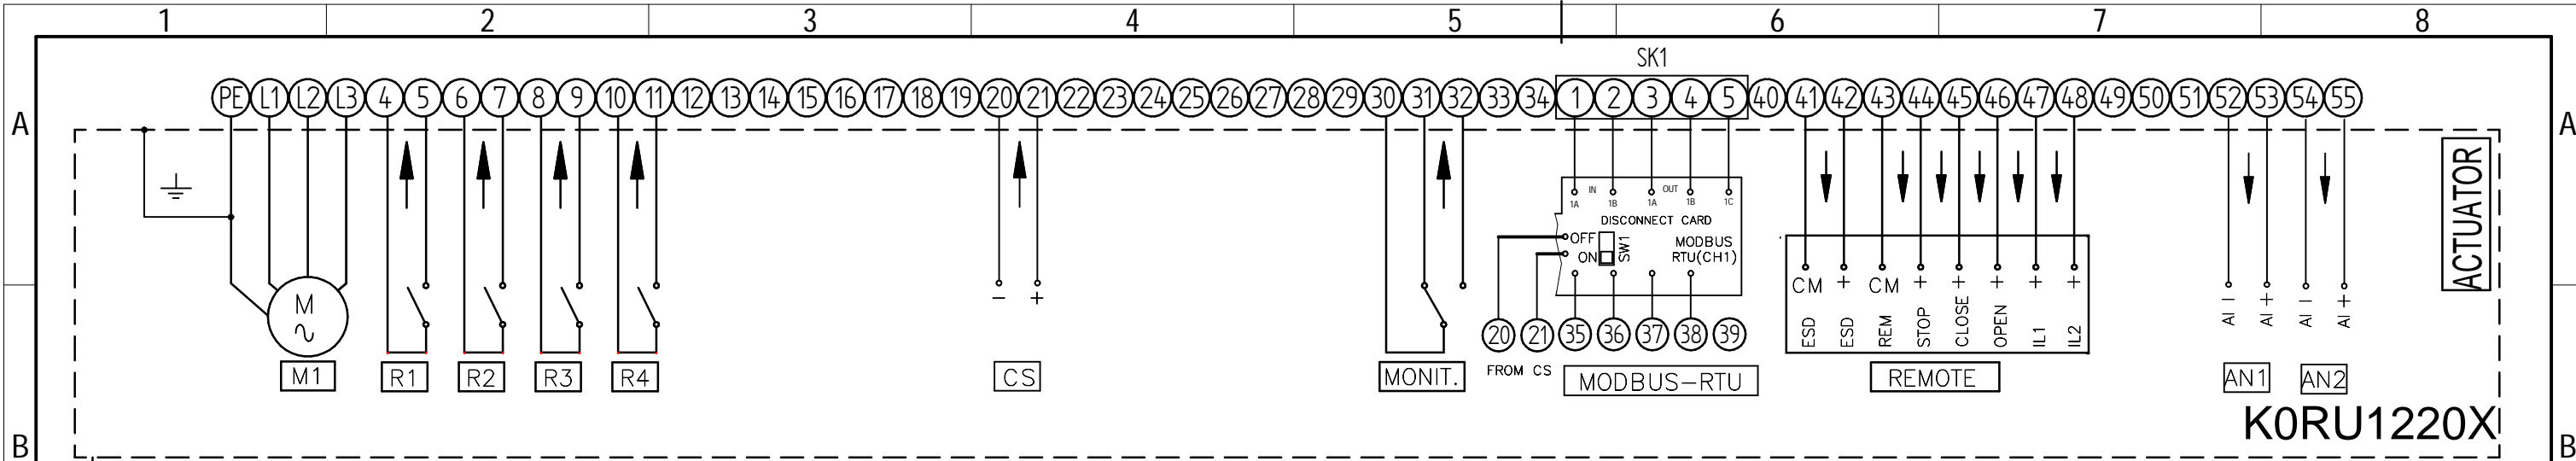 1 2 3 4 5 6 7 8
SK1
A PE L1 L2 L3 4 5 6 7 8 9 10 11 12 13 14 15 16 17 18 19 20 21 22 23 24 25 26 27 28 29 30 31 32 33 34 1 2 3 4 5 40 41 42 43 44 45 46 47 48 49 50 51 52 53 54 55 A
ACTUATOR
IN OUT
1A 1B 1A 1B 1C
DISCONNECT CARD
OFF SW1 MODBUS
ON RTU(CH1)
CM + CM + + + + +
ESD ESD REM STOP CLOSE OPEN IL1 IL2
- +
AI - AI + AI - AI +
M
20 21 35 36 37 38 39
FROM CS
M1 R1 R2 R3 R4 CS MONIT. MODBUS-RTU REMOTE AN1 AN2
K0RU1220X
B B